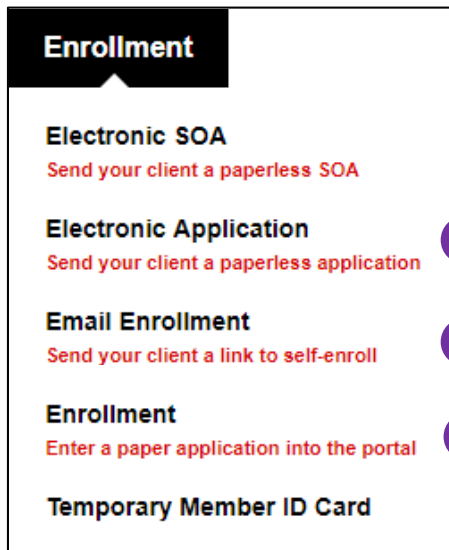 Enrollment
Electronic SOA
Send your client a paperless SOA
Electronic Application
Send your client a paperless application
Email Enrollment
Send your client a link to self-enroll
Enrollment
Enter a paper application into the portal
Temporary Member ID Card